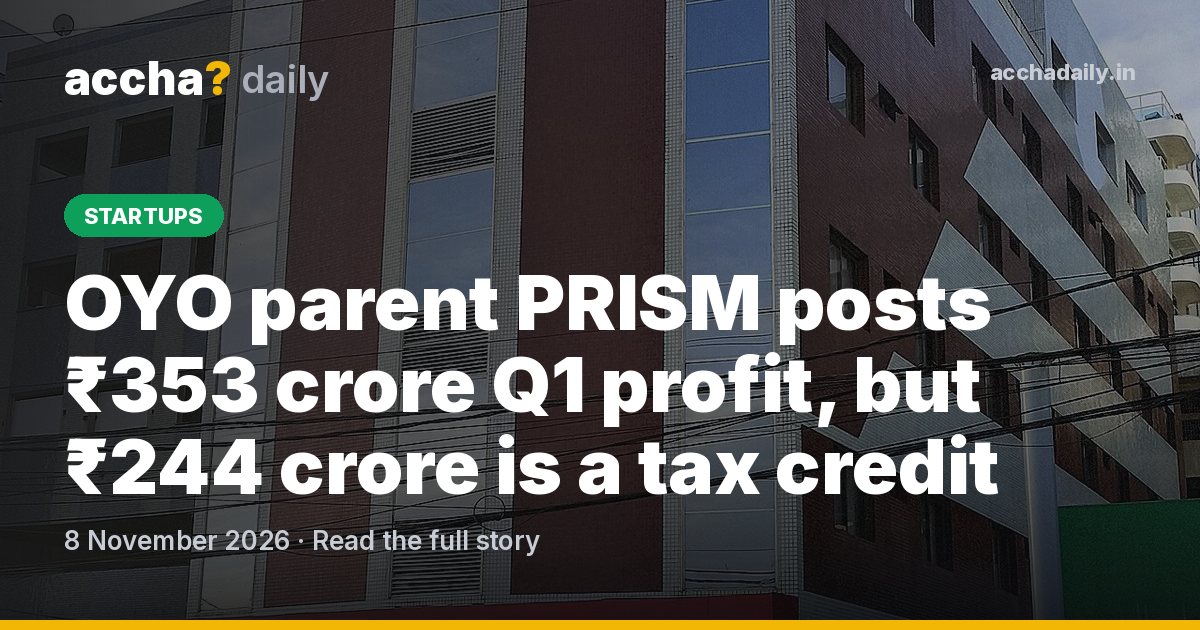 accha? daily
acchadaily.in
STARTUPS
OYO parent PRISM posts
₹353 crore Q1 profit, but
₹244 crore is a tax credit
8 November 2026 · Read the full story